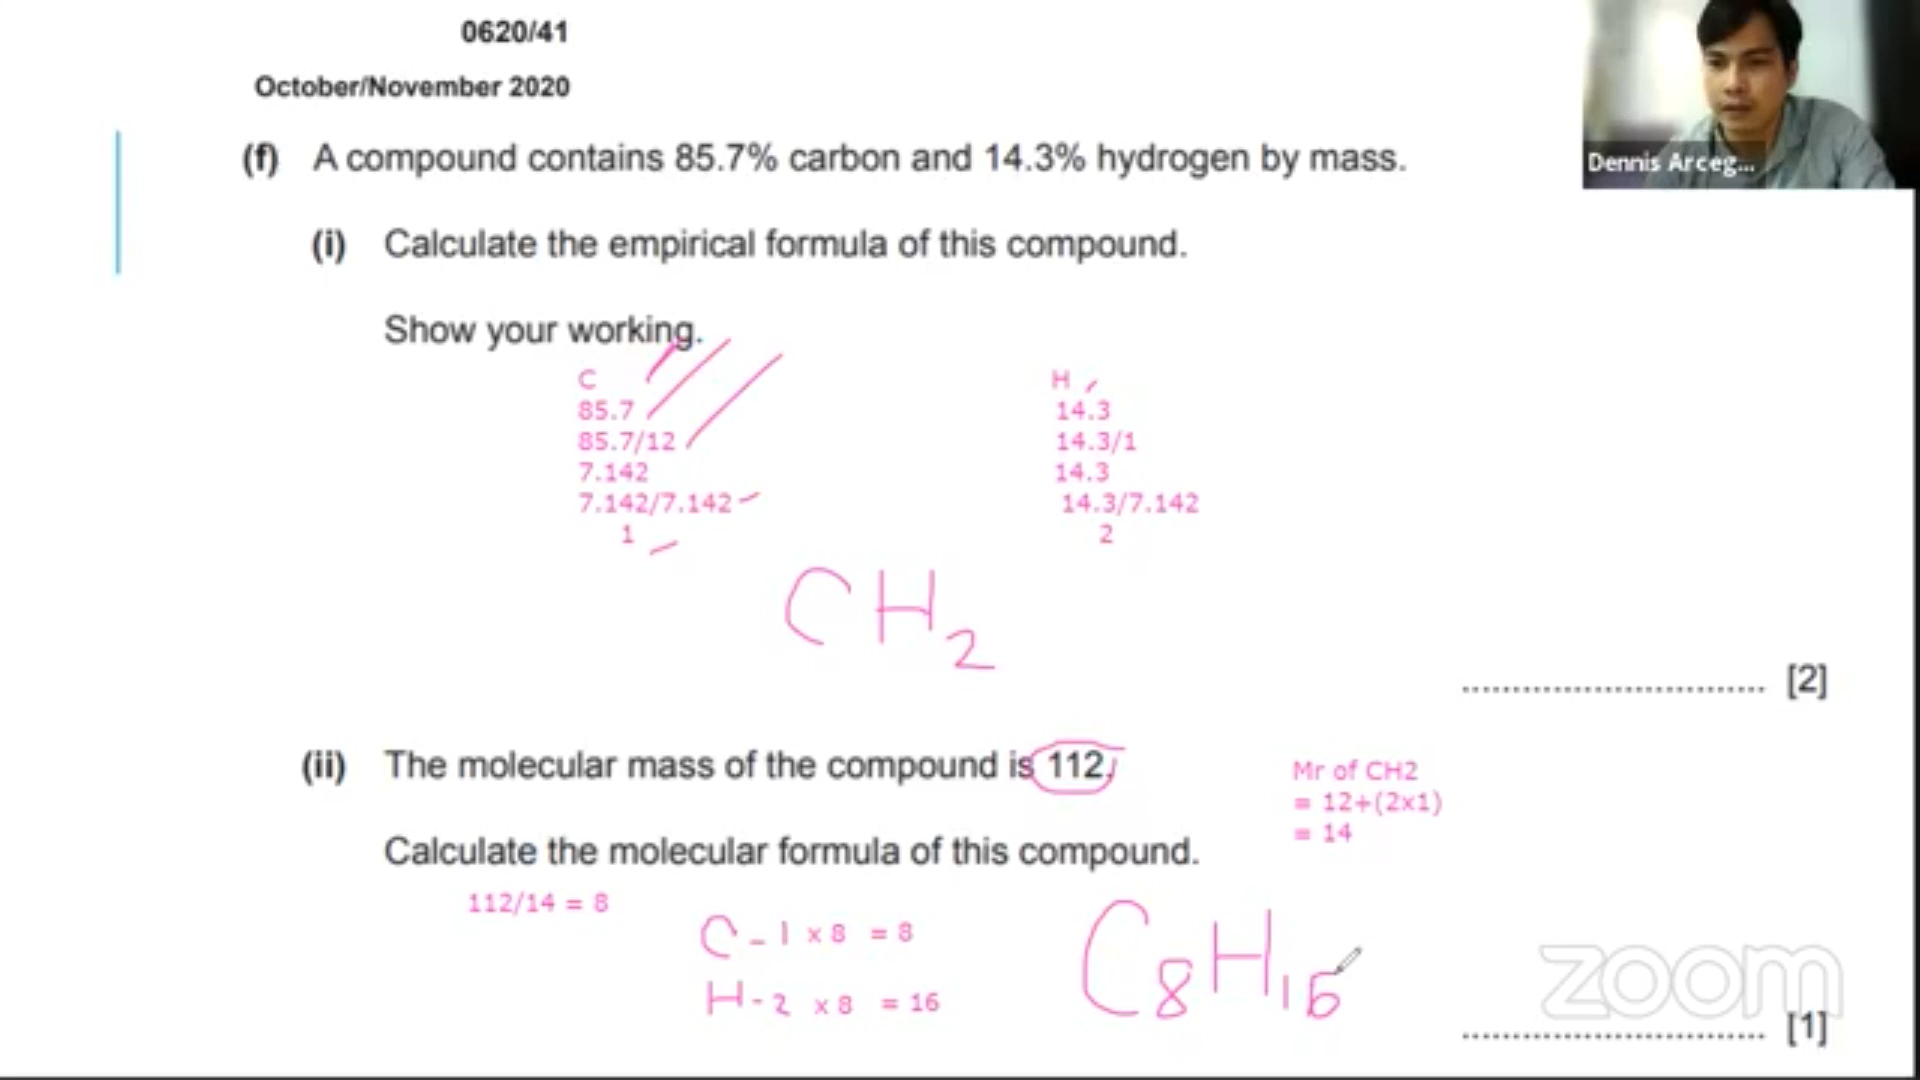 0620/41
October/November 2020
Dennis Arceg...
(f) A compound contains 85.7% carbon and 14.3% hydrogen by mass.
(i) Calculate the empirical formula of this compound.
Show your working.
C H
85.7 14.3
85.7/12 14.3/1
7.142 14.3
7.142/7.142 14.3/7.142
1 2
CH2
.............................. [2]
(ii) The molecular mass of the compound is 112.
Mr of CH2
= 12+(2x1)
= 14
Calculate the molecular formula of this compound.
112/14 = 8
C - 1 x 8 = 8
H - 2 x 8 = 16
C8H16
zoom
.............................. [1]